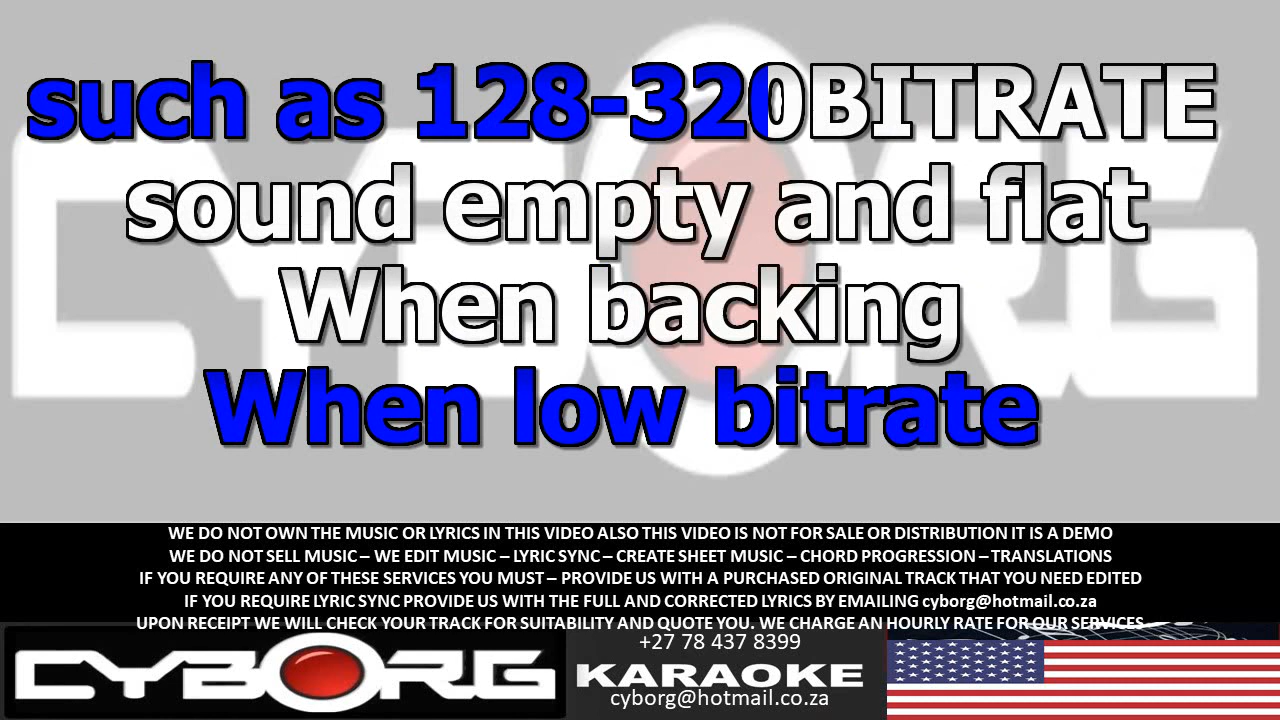 such as 128-320BITRATE
sound empty and flat
When backing
When low bitrate
WE DO NOT OWN THE MUSIC OR LYRICS IN THIS VIDEO ALSO THIS VIDEO IS NOT FOR SALE OR DISTRIBUTION IT IS A DEMO
WE DO NOT SELL MUSIC – WE EDIT MUSIC – LYRIC SYNC – CREATE SHEET MUSIC – CHORD PROGRESSION – TRANSLATIONS
IF YOU REQUIRE ANY OF THESE SERVICES YOU MUST – PROVIDE US WITH A PURCHASED ORIGINAL TRACK THAT YOU NEED EDITED
IF YOU REQUIRE LYRIC SYNC PROVIDE US WITH THE FULL AND CORRECTED LYRICS BY EMAILING cyborg@hotmail.co.za
UPON RECEIPT WE WILL CHECK YOUR TRACK FOR SUITABILITY AND QUOTE YOU. WE CHARGE AN HOURLY RATE FOR OUR SERVICES
CYBORG
+27 78 437 8399
KARAOKE
cyborg@hotmail.co.za
CYBORG